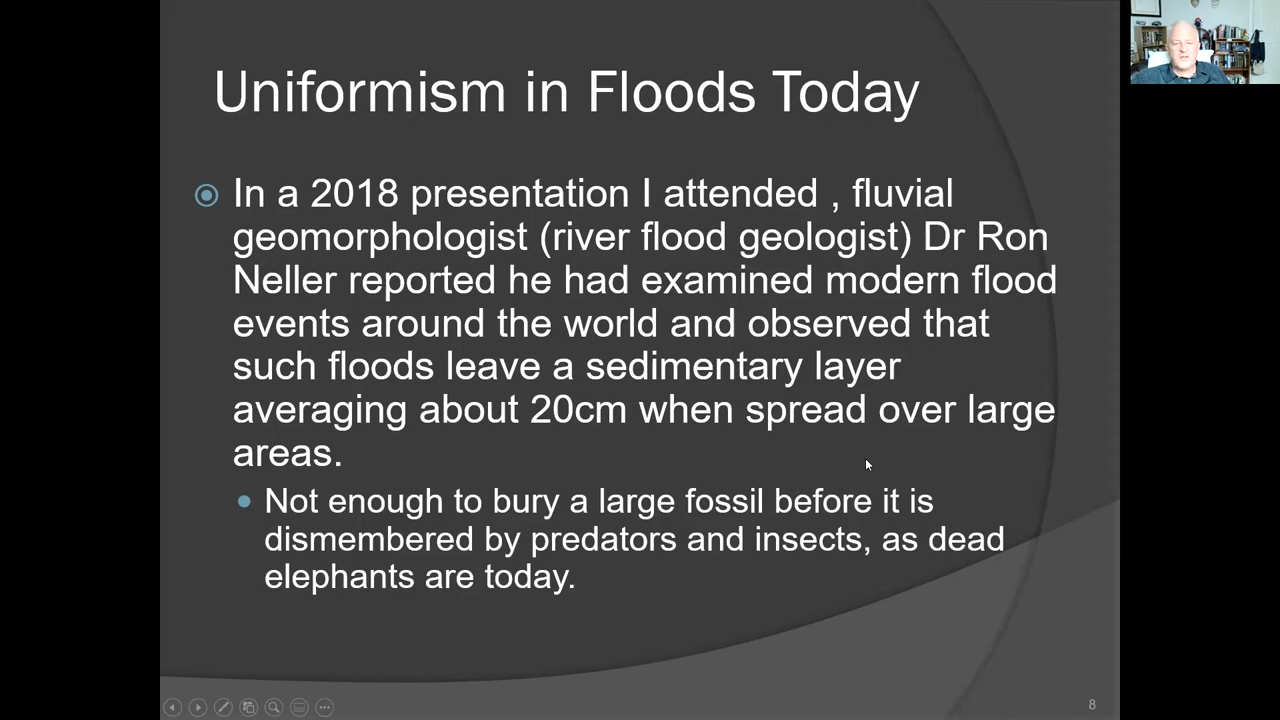 Uniformism in Floods Today
In a 2018 presentation I attended , fluvial
geomorphologist (river flood geologist) Dr Ron
Neller reported he had examined modern flood
events around the world and observed that
such floods leave a sedimentary layer
averaging about 20cm when spread over large
areas.
Not enough to bury a large fossil before it is
dismembered by predators and insects, as dead
elephants are today.
8